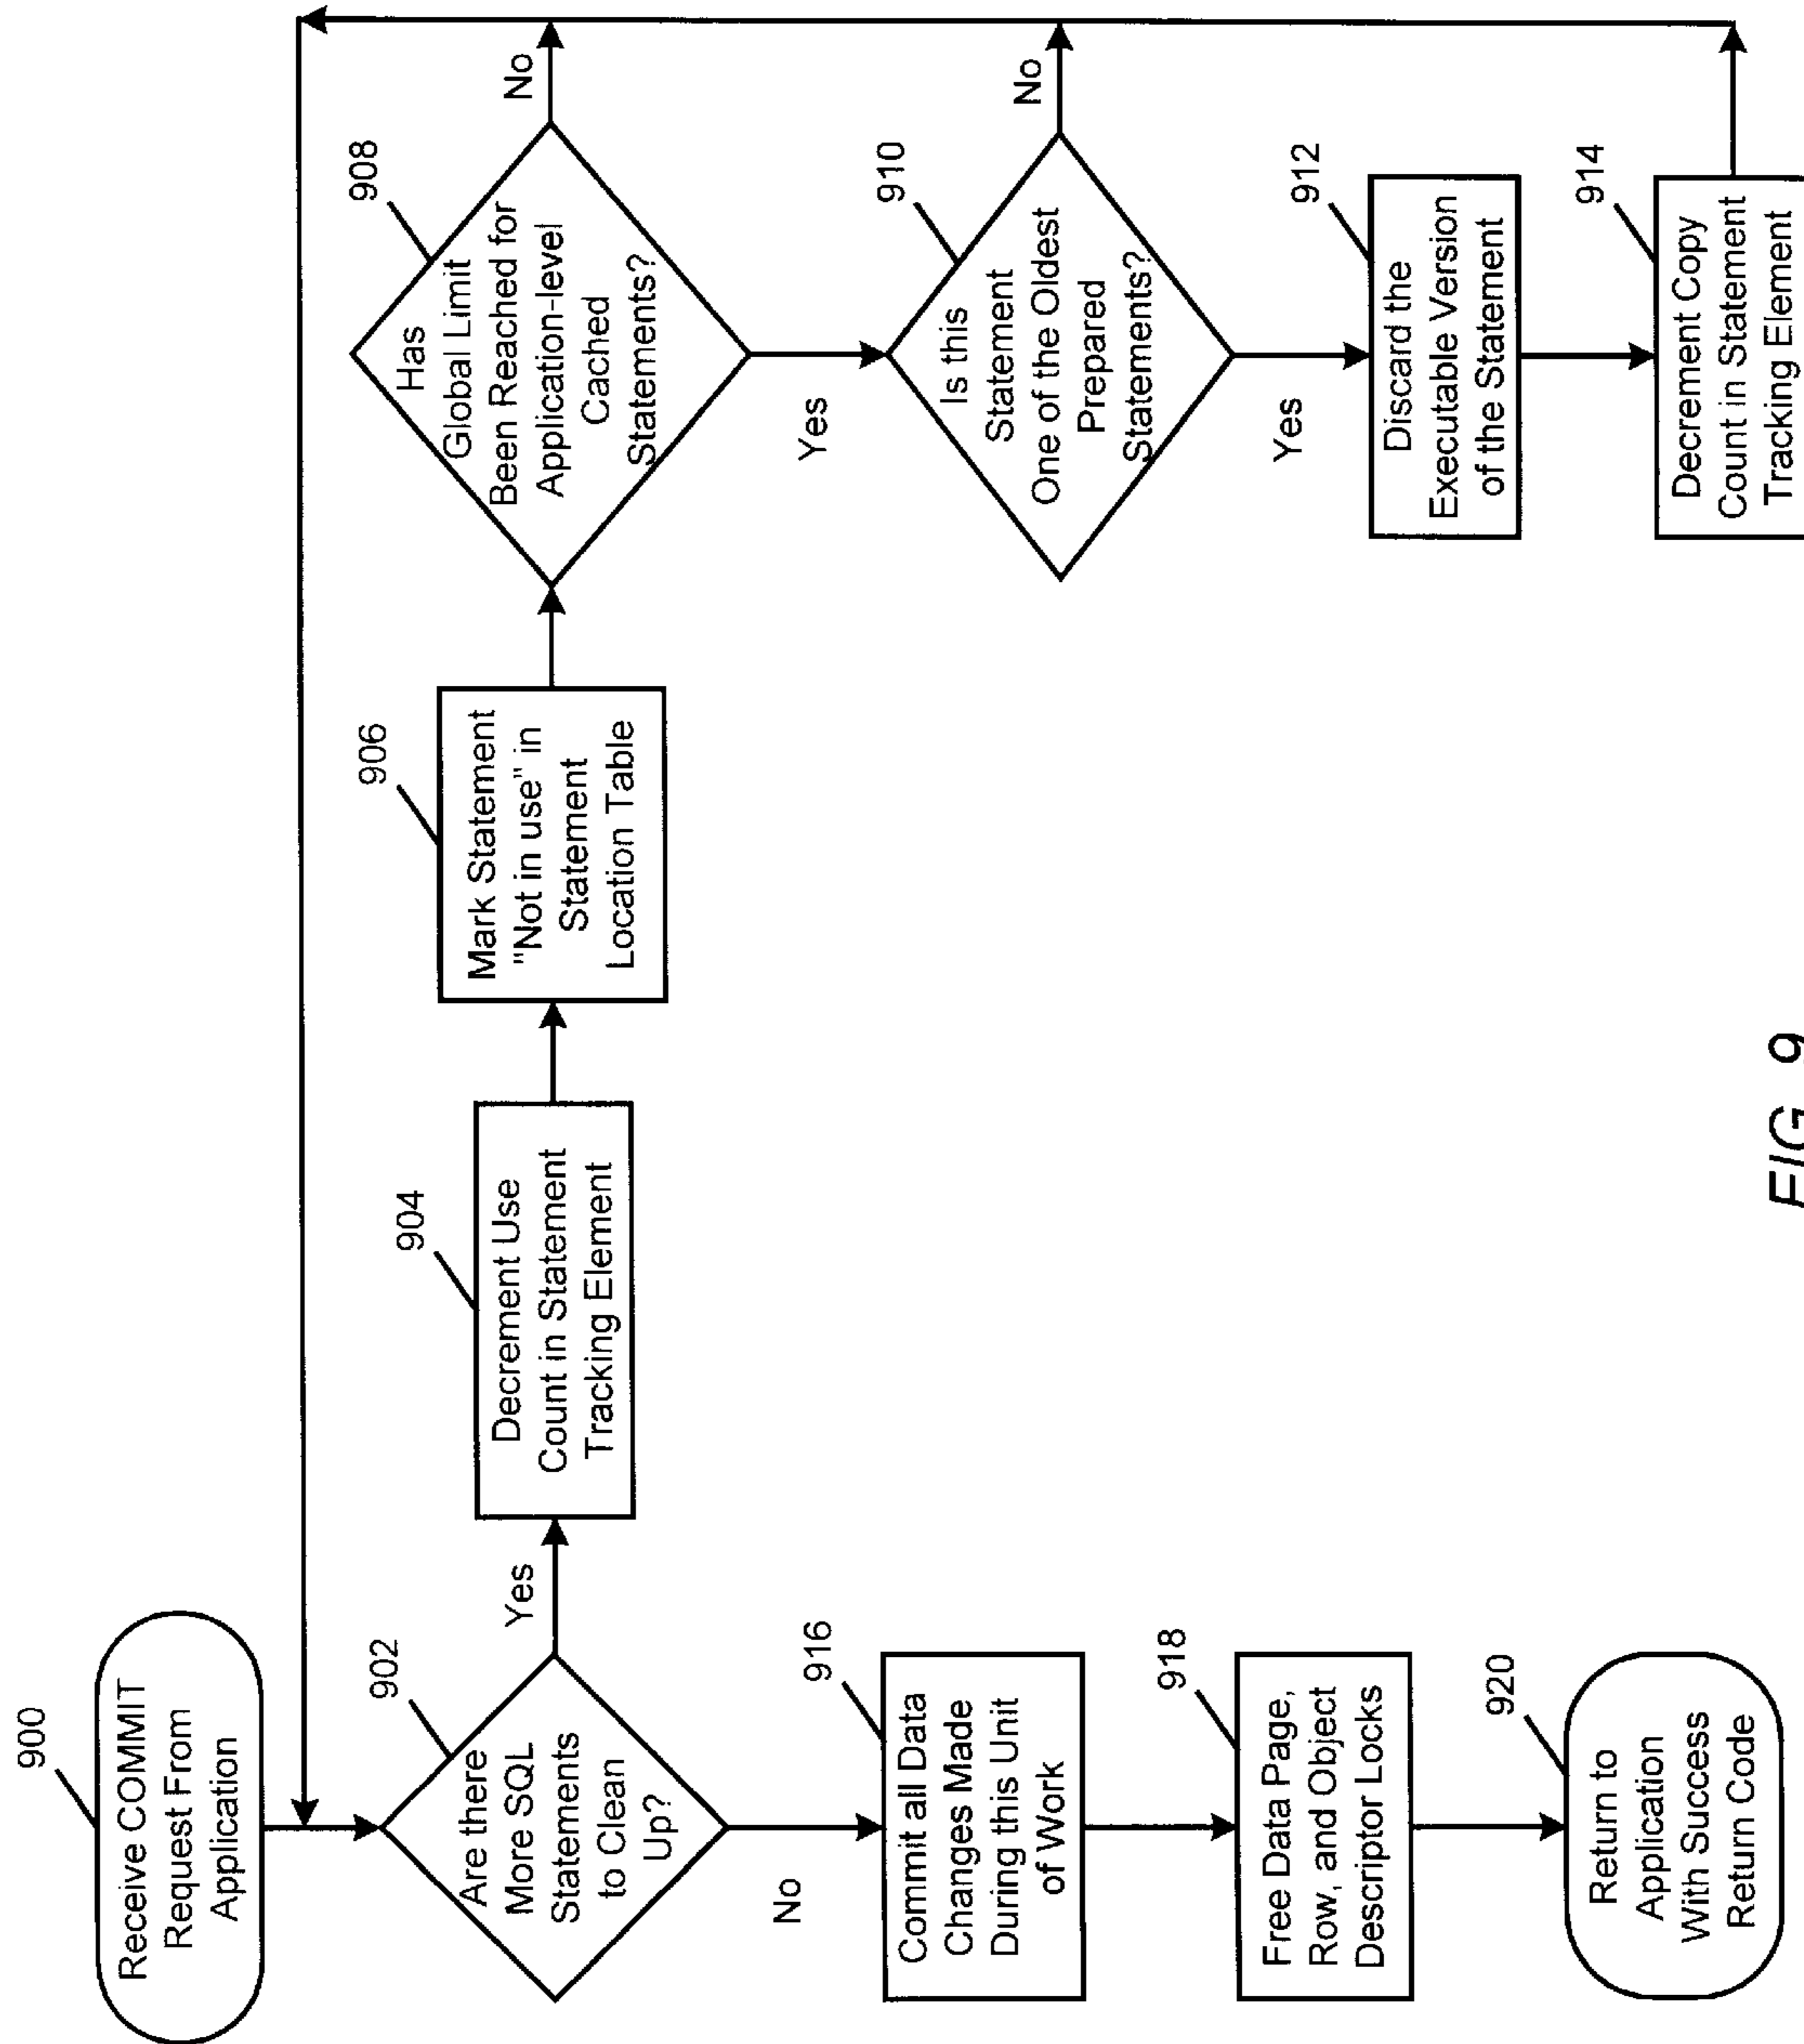 900
Receive COMMIT
Request From
Application
902
Are there
More SQL
Statements
to Clean
Up?
Yes
No
904
Decrement Use
Count in Statement
Tracking Element
906
Mark Statement
"Not in use" in
Statement
Location Table
908
Has
Global Limit
Been Reached for
Application-level
Cached
Statements?
No
Yes
910
Is this
Statement
One of the Oldest
Prepared
Statements?
No
Yes
912
Discard the
Executable Version
of the Statement
914
Decrement Copy
Count in Statement
Tracking Element
916
Commit all Data
Changes Made
During this Unit
of Work
918
Free Data Page,
Row, and Object
Descriptor Locks
920
Return to
Application
With Success
Return Code
FIG. 9